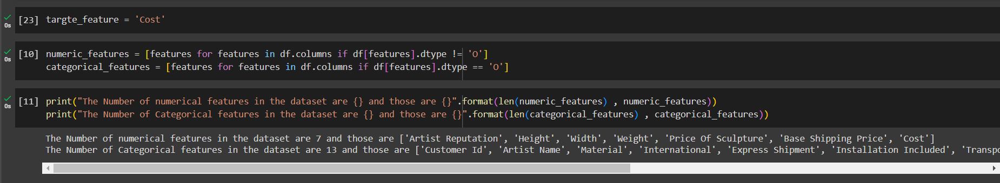 0s [23] targte_feature = 'Cost'
0s [10] numeric_features = [features for features in df.columns if df[features].dtype != 'O']
categorical_features = [features for features in df.columns if df[features].dtype == 'O']
0s [11] print("The Number of numerical features in the dataset are {} and those are {}".format(len(numeric_features) , numeric_features))
print("The Number of Categorical features in the dataset are {} and those are {}".format(len(categorical_features) , categorical_features))
The Number of numerical features in the dataset are 7 and those are ['Artist Reputation', 'Height', 'Width', 'Weight', 'Price Of Sculpture', 'Base Shipping Price', 'Cost']
The Number of Categorical features in the dataset are 13 and those are ['Customer Id', 'Artist Name', 'Material', 'International', 'Express Shipment', 'Installation Included', 'Transpo